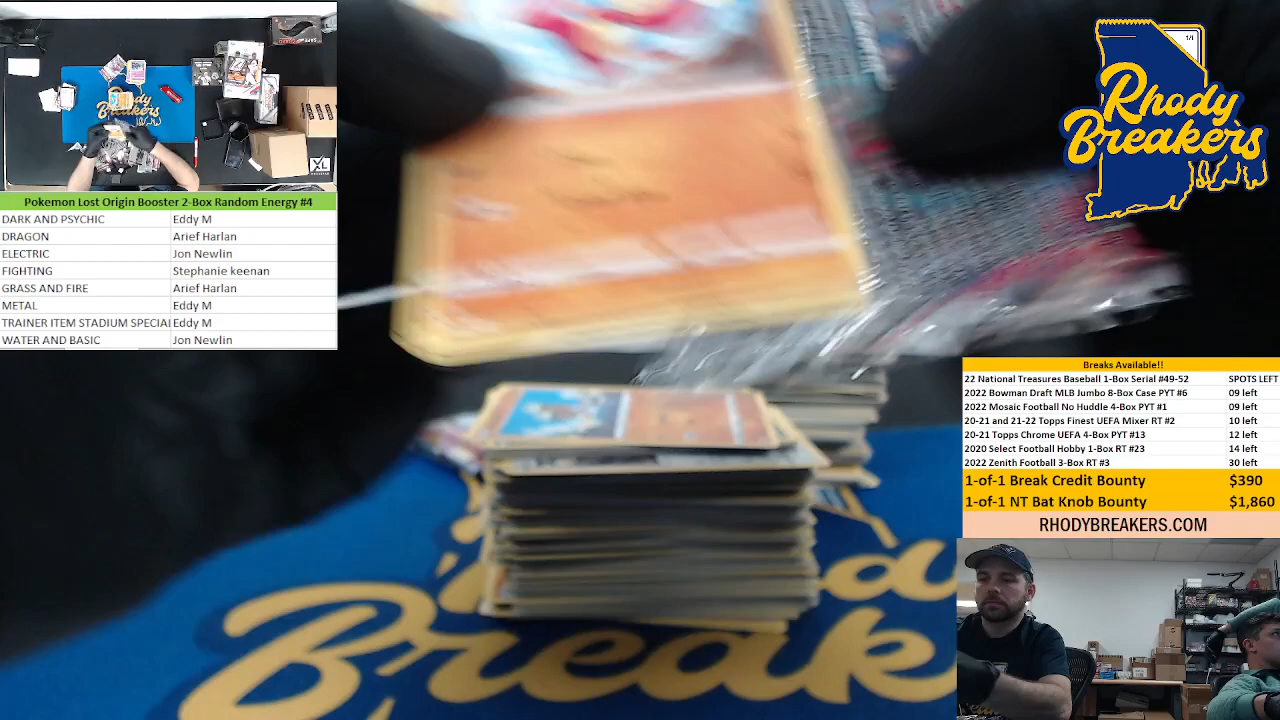 Pokemon Lost Origin Booster 2-Box Random Energy #4
DARK AND PSYCHIC Eddy M
DRAGON Arief Harlan
ELECTRIC Jon Newlin
FIGHTING Stephanie keenan
GRASS AND FIRE Arief Harlan
METAL Eddy M
TRAINER ITEM STADIUM SPECIAL Eddy M
WATER AND BASIC Jon Newlin
XL
Rhody
Breakers
1/1
Rhody
Breakers
Breaks Available!!
22 National Treasures Baseball 1-Box Serial #49-52 SPOTS LEFT
2022 Bowman Draft MLB Jumbo 8-Box Case PYT #6 09 left
2022 Mosaic Football No Huddle 4-Box PYT #1 09 left
20-21 and 21-22 Topps Finest UEFA Mixer RT #2 10 left
20-21 Topps Chrome UEFA 4-Box PYT #13 12 left
2020 Select Football Hobby 1-Box RT #23 14 left
2022 Zenith Football 3-Box RT #3 30 left
1-of-1 Break Credit Bounty $390
1-of-1 NT Bat Knob Bounty $1,860
RHODYBREAKERS.COM
Break